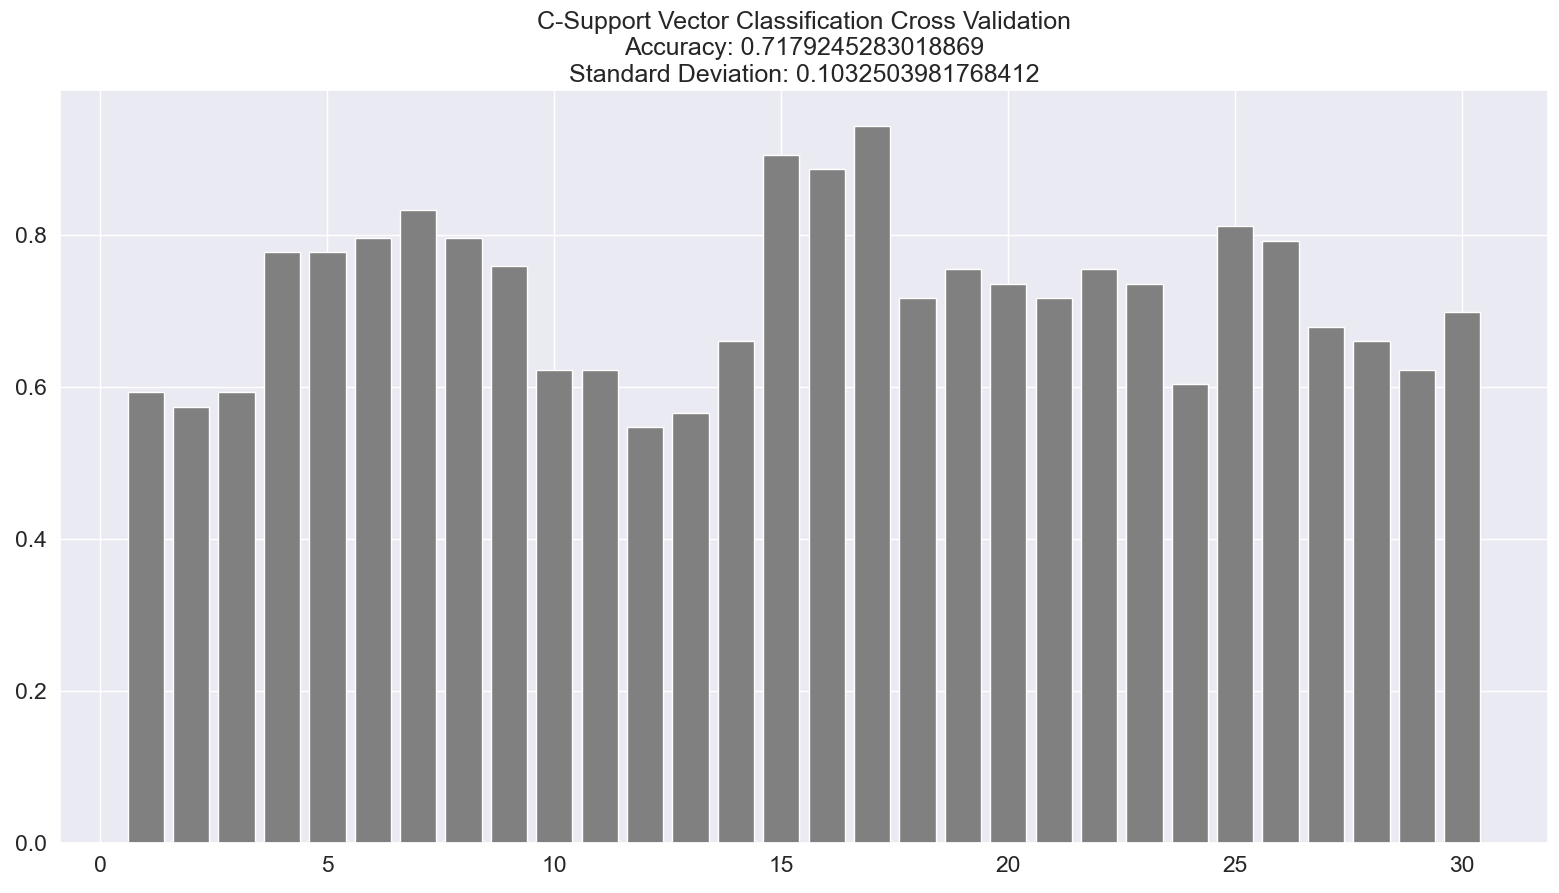 C-Support Vector Classification Cross Validation
Accuracy: 0.7179245283018869
Standard Deviation: 0.1032503981768412
0.8
0.6
0.4
0.2
0.0
0 5 10 15 20 25 30